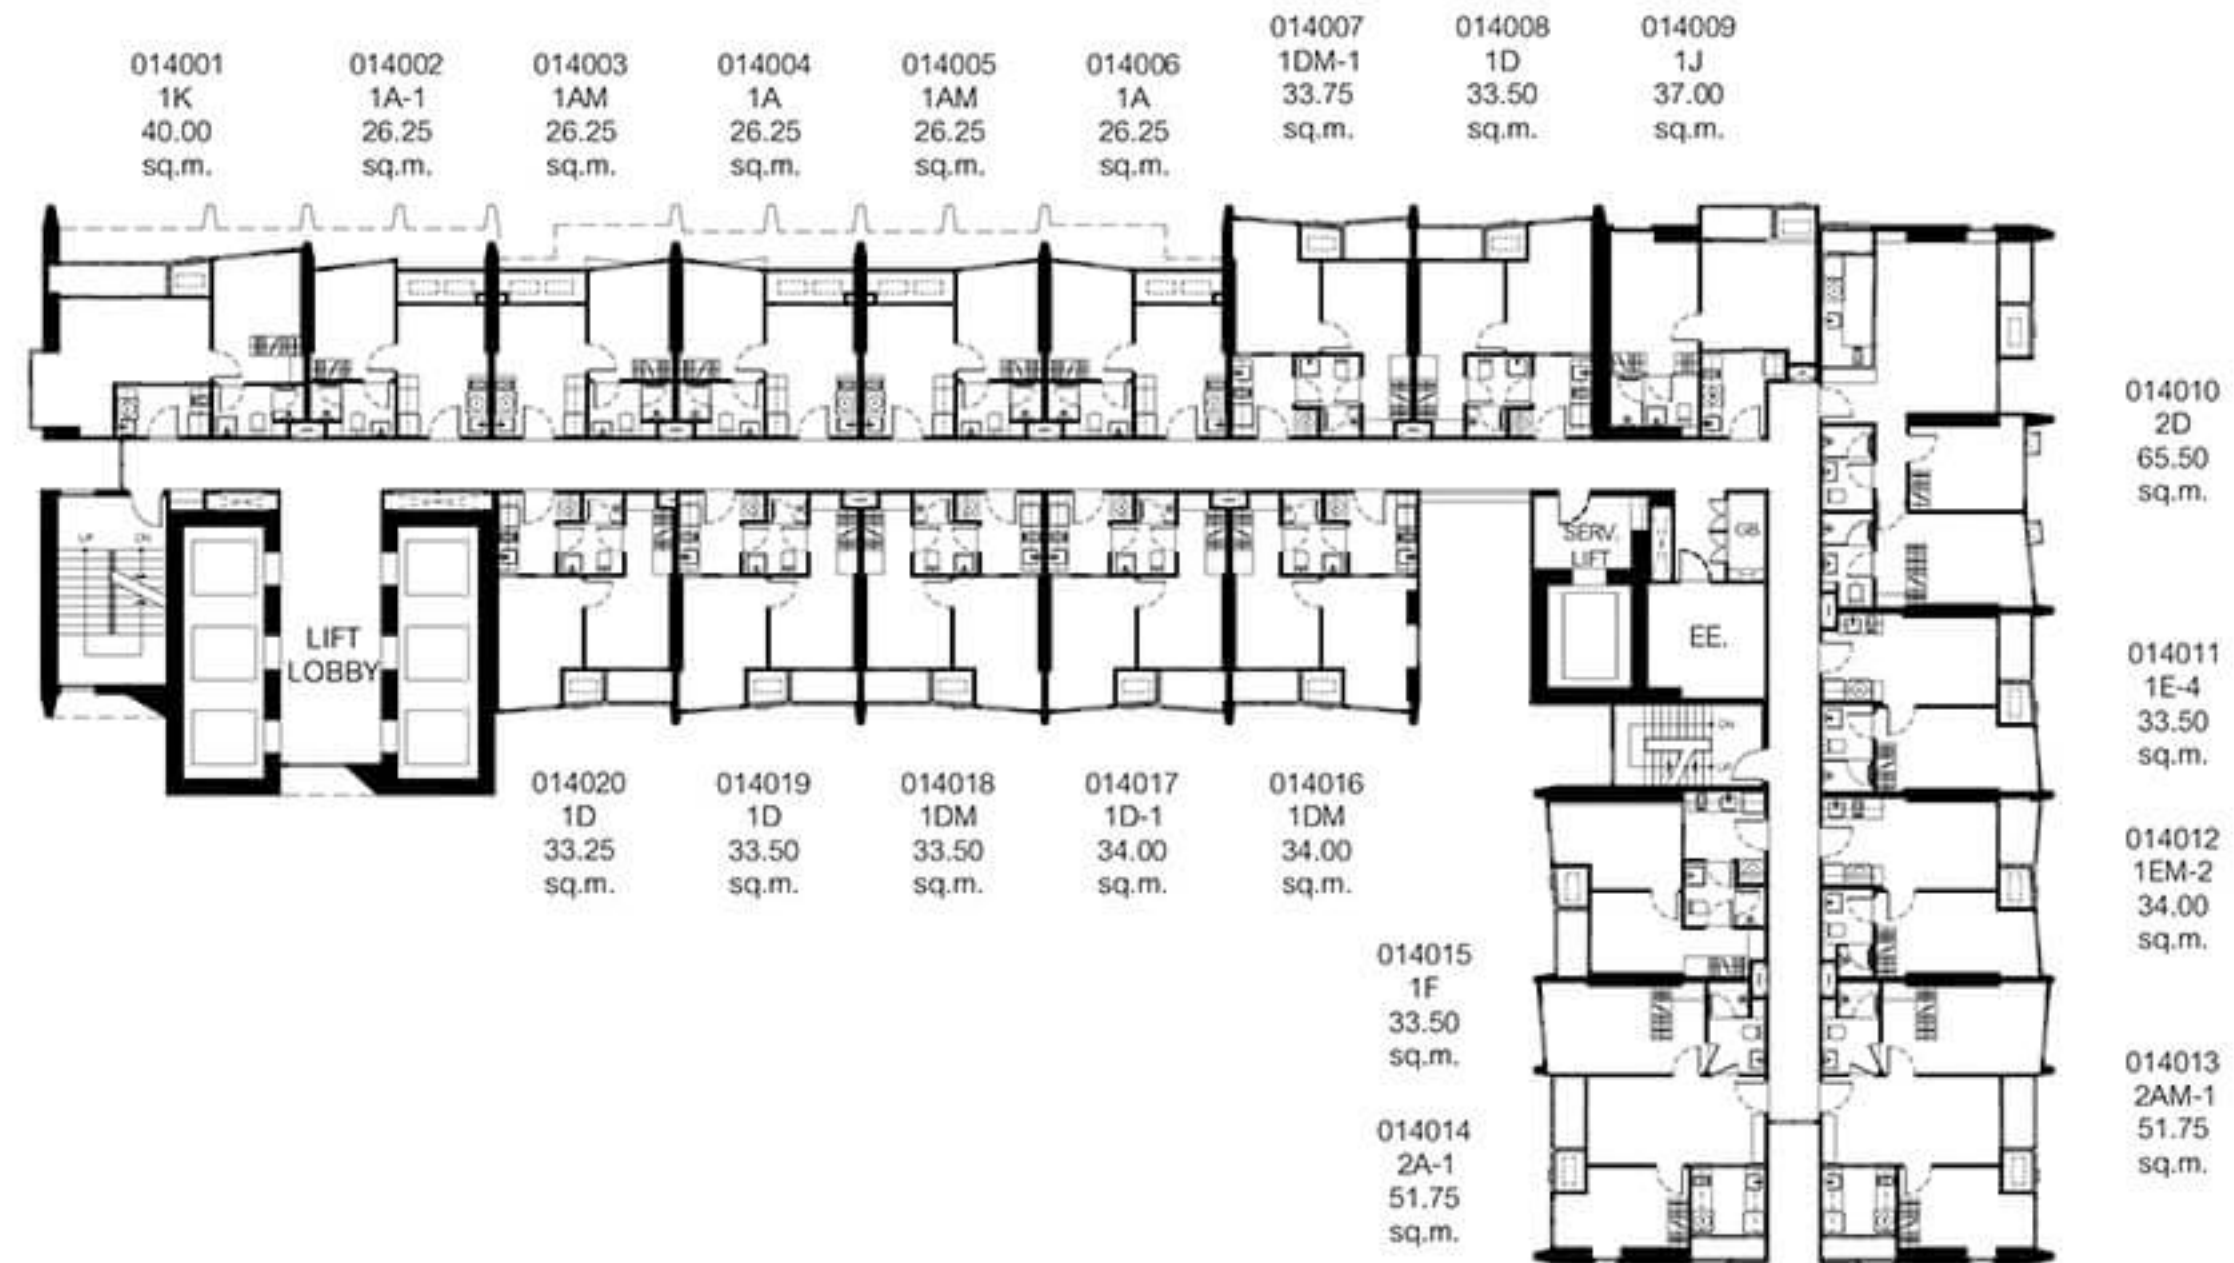 014001
1K
40.00
sq.m.
014002
1A-1
26.25
sq.m.
014003
1AM
26.25
sq.m.
014004
1A
26.25
sq.m.
014005
1AM
26.25
sq.m.
014006
1A
26.25
sq.m.
014007
1DM-1
33.75
sq.m.
014008
1D
33.50
sq.m.
014009
1J
37.00
sq.m.
014010
2D
65.50
sq.m.
014011
1E-4
33.50
sq.m.
014012
1EM-2
34.00
sq.m.
014013
2AM-1
51.75
sq.m.
UP
DN
LIFT
LOBBY
SERV.
LIFT
GB.
EE.
DN
UP
014020
1D
33.25
sq.m.
014019
1D
33.50
sq.m.
014018
1DM
33.50
sq.m.
014017
1D-1
34.00
sq.m.
014016
1DM
34.00
sq.m.
014015
1F
33.50
sq.m.
014014
2A-1
51.75
sq.m.